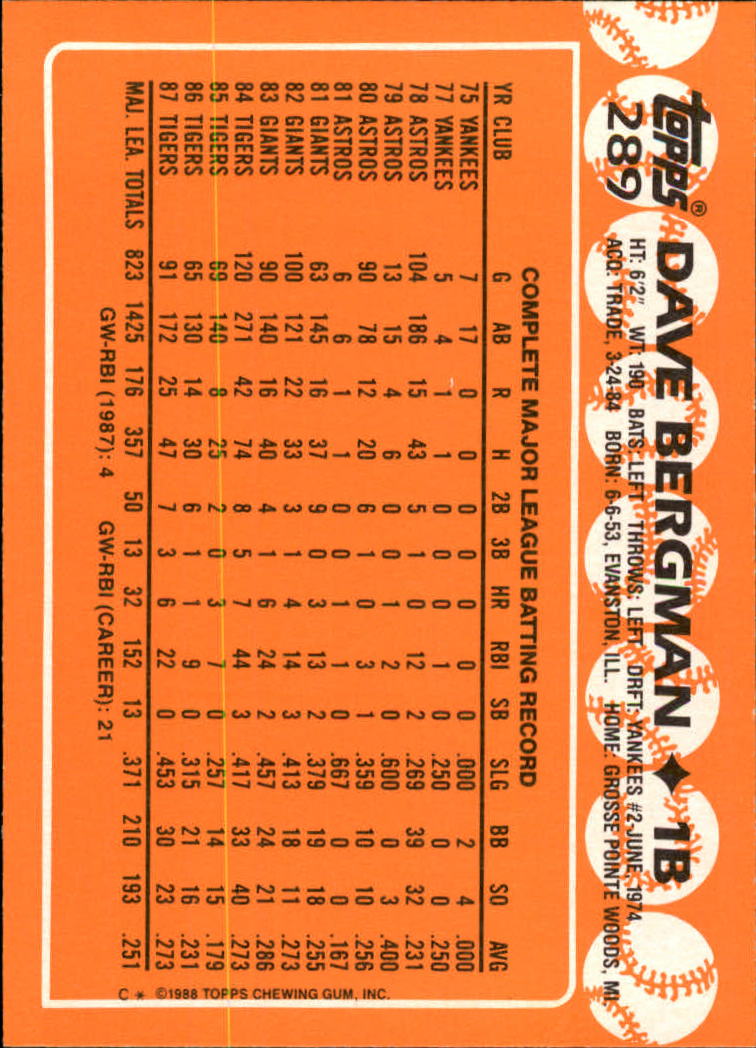 topps®
289
DAVE BERGMAN ♦ 1B
HT: 6'2" WT: 190 BATS: LEFT THROWS: LEFT DRFT: YANKEES #2-JUNE, 1974
ACQ: TRADE, 3-24-84 BORN: 6-6-53, EVANSTON, ILL. HOME: GROSSE POINTE WOODS, MI.
COMPLETE MAJOR LEAGUE BATTING RECORD
YR CLUB G AB R H 2B 3B HR RBI SB SLG BB SO AVG
75 YANKEES 7 17 0 0 0 0 0 0 0 .000 2 4 .000
77 YANKEES 5 4 1 1 0 0 0 1 0 .250 0 0 .250
78 ASTROS 104 186 15 43 5 1 0 12 2 .269 39 32 .231
79 ASTROS 13 15 4 6 0 0 1 2 0 .600 0 3 .400
80 ASTROS 90 78 12 20 6 1 0 3 1 .359 10 10 .256
81 ASTROS 6 6 1 1 0 0 1 1 0 .667 0 0 .167
81 GIANTS 63 145 16 37 9 0 3 13 2 .379 19 18 .255
82 GIANTS 100 121 22 33 3 1 4 14 3 .413 18 11 .273
83 GIANTS 90 140 16 40 4 1 6 24 2 .457 24 21 .286
84 TIGERS 120 271 42 74 8 5 7 44 3 .417 33 40 .273
85 TIGERS 69 140 8 25 2 0 3 7 0 .257 14 15 .179
86 TIGERS 65 130 14 30 6 1 1 9 0 .315 21 16 .231
87 TIGERS 91 172 25 47 7 3 6 22 0 .453 30 23 .273
MAJ. LEA. TOTALS 823 1425 176 357 50 13 32 152 13 .371 210 193 .251
GW-RBI (1987): 4 GW-RBI (CAREER): 21
C * ©1988 TOPPS CHEWING GUM, INC.